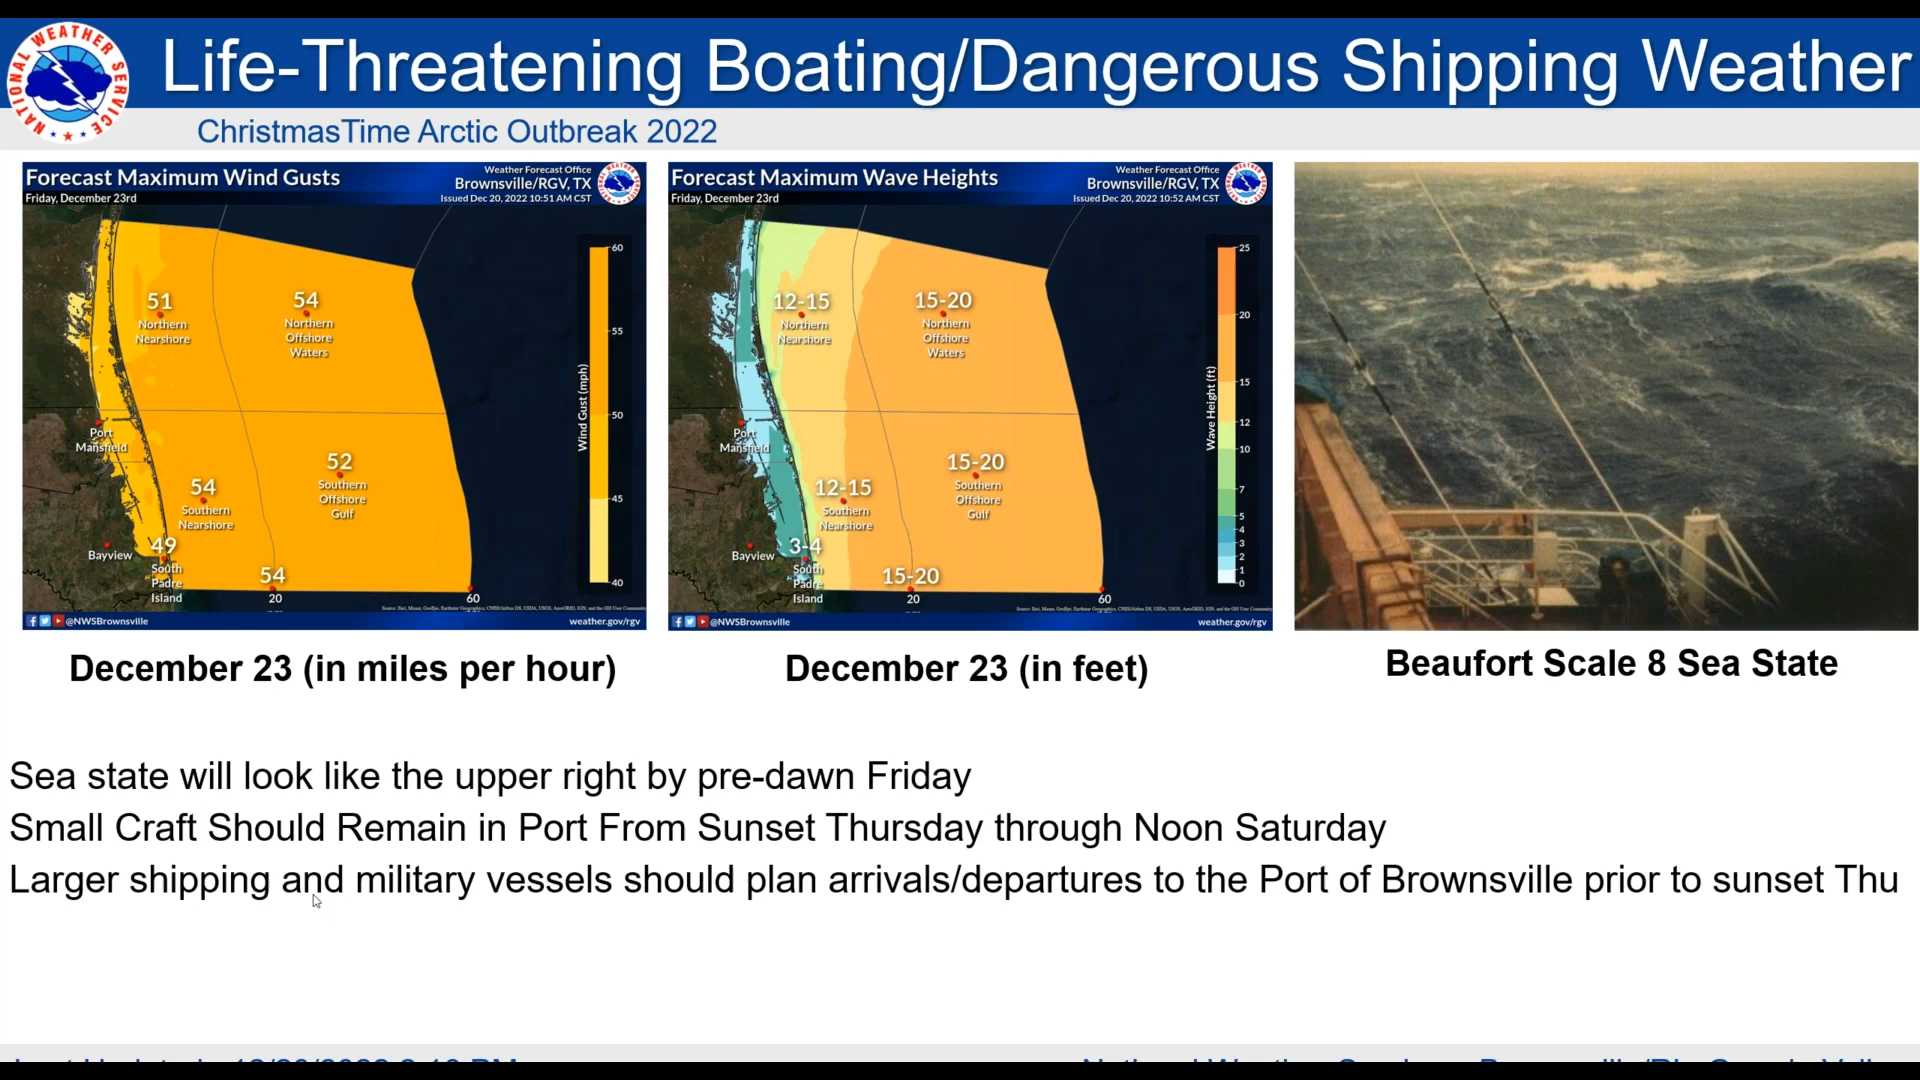 NATIONAL WEATHER SERVICE
Life-Threatening Boating/Dangerous Shipping Weather
ChristmasTime Arctic Outbreak 2022
Forecast Maximum Wind Gusts
Friday, December 23rd
Weather Forecast Office
Brownsville/RGV, TX
Issued Dec 20, 2022 10:51 AM CST
51
Northern
Nearshore
54
Northern
Offshore
Waters
Port
Mansfield
52
Southern
Offshore
Gulf
54
Southern
Nearshore
Bayview
49
South
Padre
Island
54
20
60
Wind Gust (mph)
60
55
50
45
40
@NWSBrownsville
weather.gov/rgv
Forecast Maximum Wave Heights
Friday, December 23rd
Weather Forecast Office
Brownsville/RGV, TX
Issued Dec 20, 2022 10:52 AM CST
12-15
Northern
Nearshore
15-20
Northern
Offshore
Waters
Port
Mansfield
15-20
Southern
Offshore
Gulf
12-15
Southern
Nearshore
Bayview
3-4
South
Padre
Island
15-20
20
60
Wave Height (ft)
25
20
15
12
10
7
5
4
3
2
1
0
@NWSBrownsville
weather.gov/rgv
December 23 (in miles per hour)
December 23 (in feet)
Beaufort Scale 8 Sea State
Sea state will look like the upper right by pre-dawn Friday
Small Craft Should Remain in Port From Sunset Thursday through Noon Saturday
Larger shipping and military vessels should plan arrivals/departures to the Port of Brownsville prior to sunset Thu